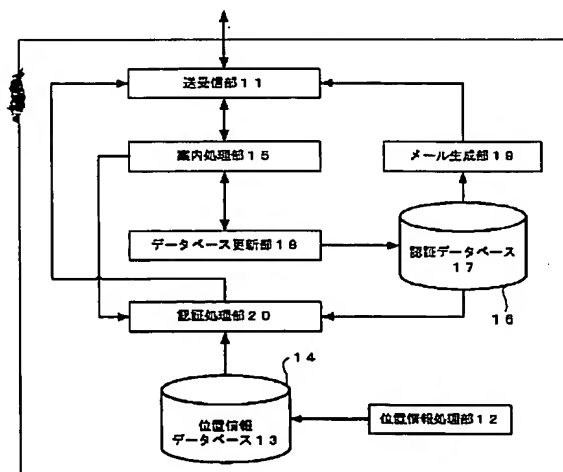 送受信部11
案内処理部15
メール生成部19
データベース更新部18
認証データベース
17
認証処理部20
16
14
位置情報
データベース13
位置情報処理部12